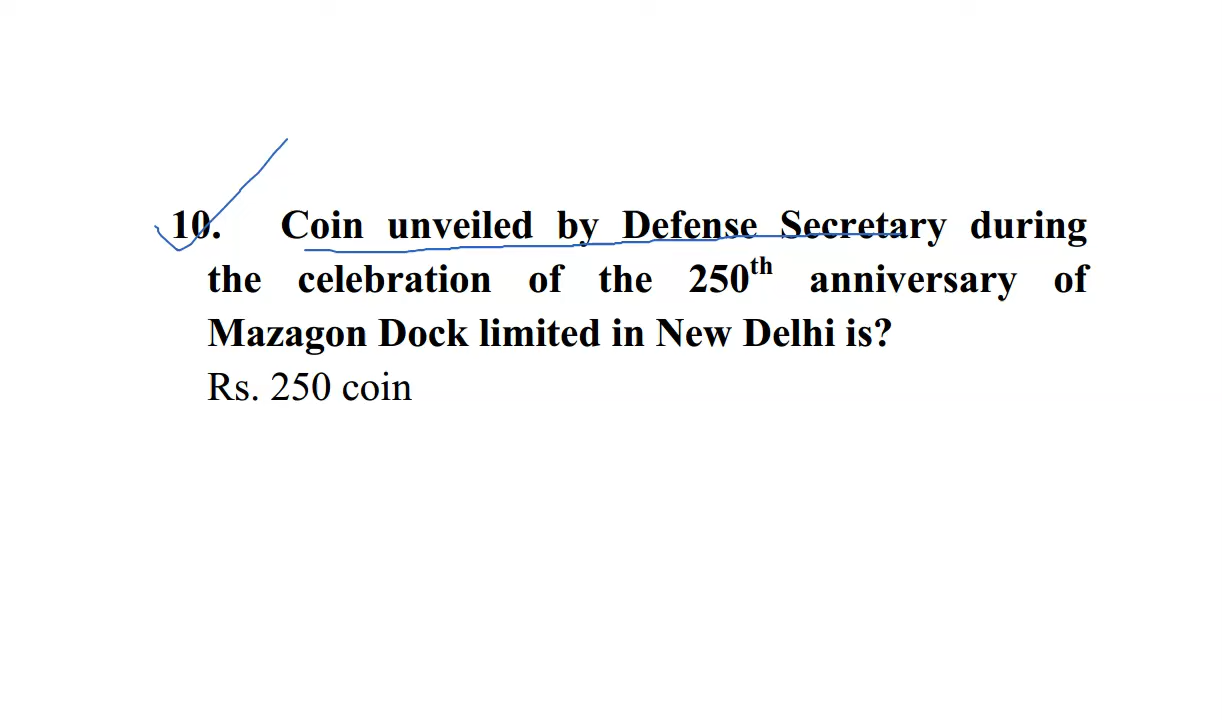 10. Coin unveiled by Defense Secretary during
the celebration of the 250th anniversary of
Mazagon Dock limited in New Delhi is?
Rs. 250 coin